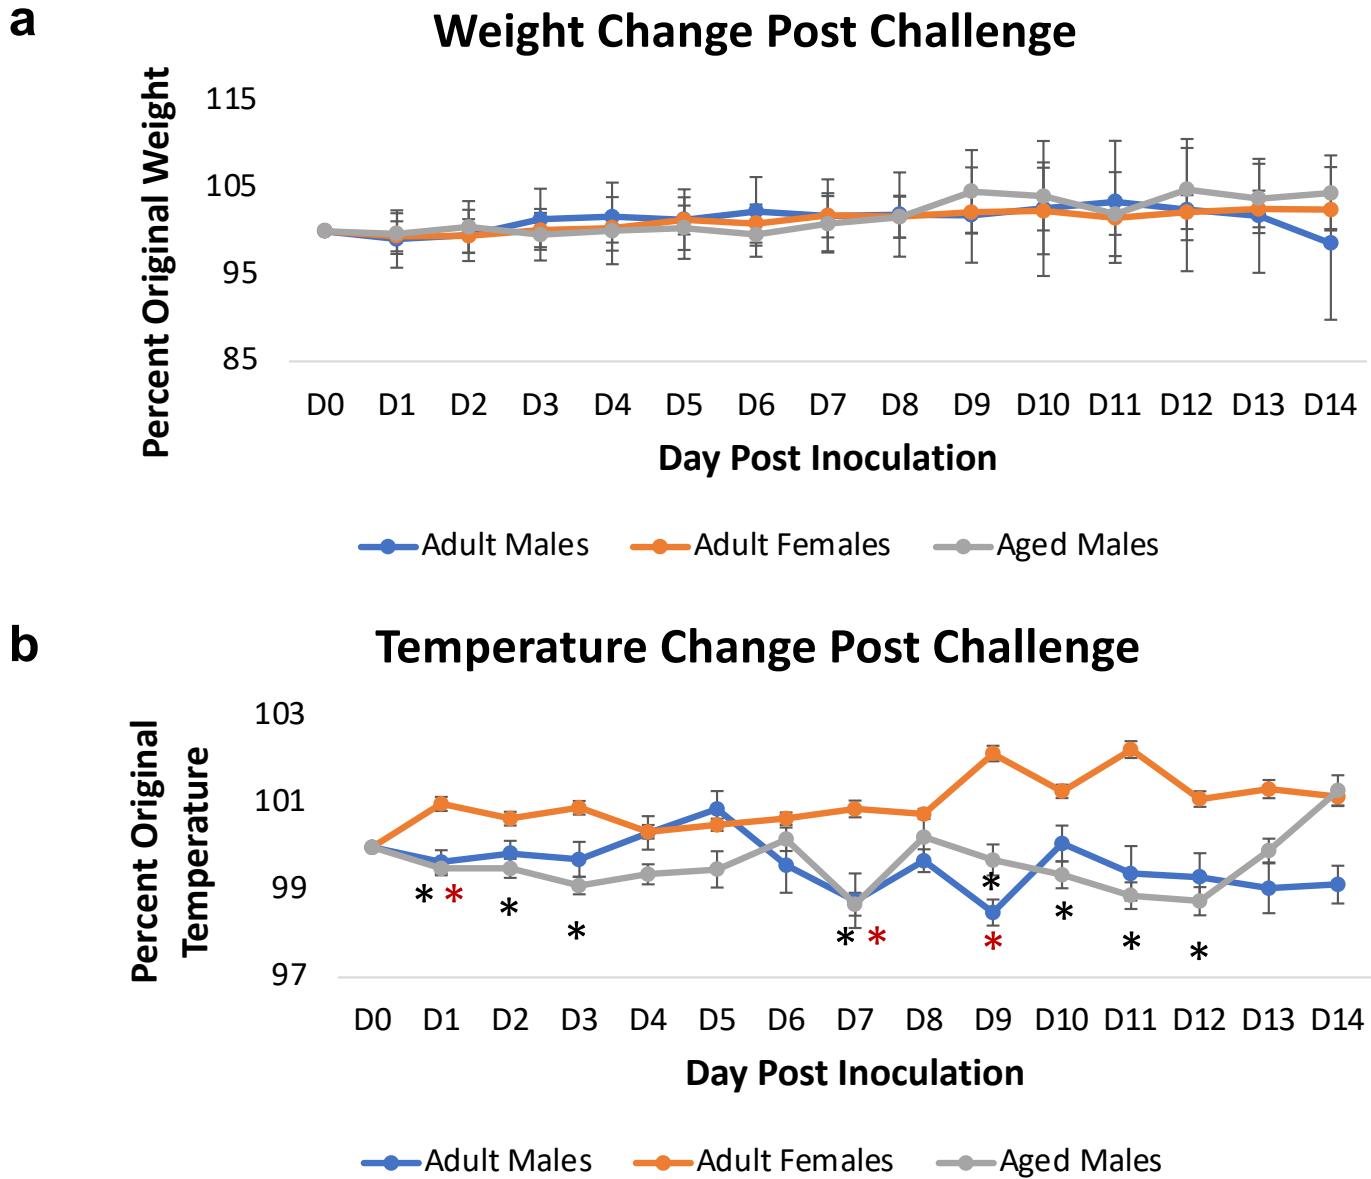 a
Weight Change Post Challenge
Percent Original Weight
115
105
95
85
D0 D1 D2 D3 D4 D5 D6 D7 D8 D9 D10 D11 D12 D13 D14
Day Post Inoculation
Adult Males Adult Females Aged Males
b
Temperature Change Post Challenge
Percent Original
Temperature
103
101
99
97
* * * * * * * * * * *
D0 D1 D2 D3 D4 D5 D6 D7 D8 D9 D10 D11 D12 D13 D14
Day Post Inoculation
Adult Males Adult Females Aged Males